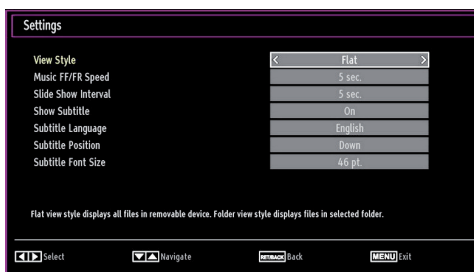 Settings
View Style < Flat >
Music FF/FR Speed 5 sec.
Slide Show Interval 5 sec.
Show Subtitle On
Subtitle Language English
Subtitle Position Down
Subtitle Font Size 46 pt.
Flat view style displays all files in removable device. Folder view style displays files in selected folder.
Select Navigate RET/BACK Back MENU Exit